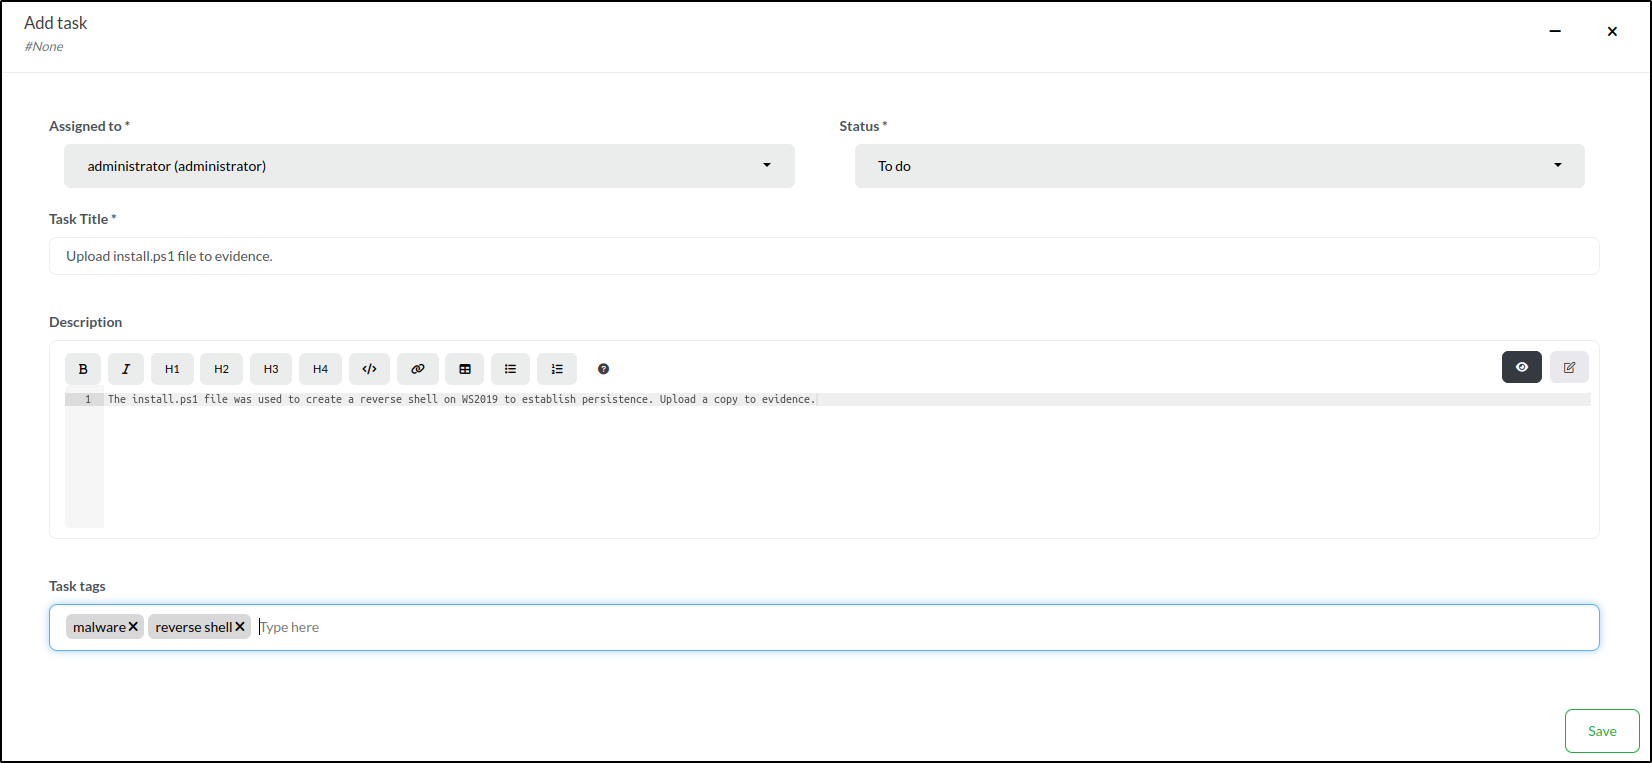 Add task
#None
Assigned to *
Status *
administrator (administrator)
To do
Task Title *
Upload install.ps1 file to evidence.
Description
B I H1 H2 H3 H4
1 The install.ps1 file was used to create a reverse shell on WS2019 to establish persistence. Upload a copy to evidence.
Task tags
malware reverse shell Type here
Save